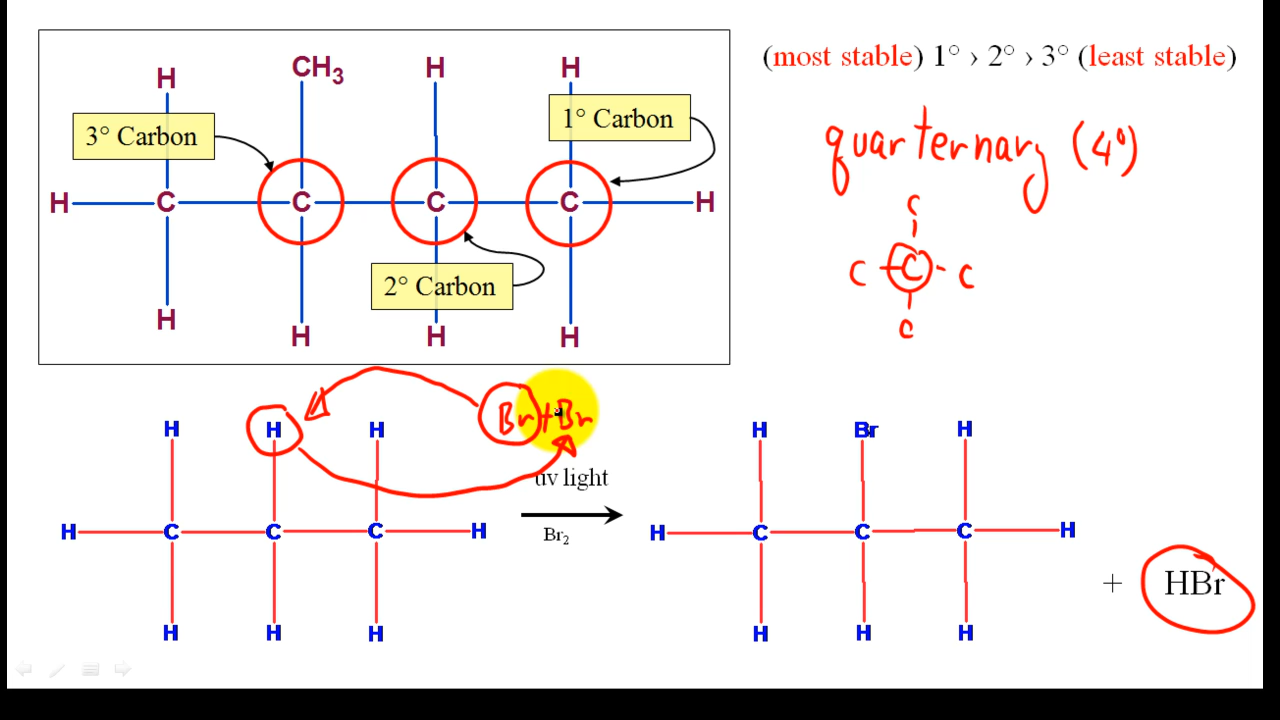 (most stable) 1° › 2° › 3° (least stable)
H CH₃ H H
3° Carbon
1° Carbon
H C C C C H
2° Carbon
H H H H
quarternary (4°)
C
C C C
C
H H H Br + Br
uv light
Br₂
H C C C H
H H H
H Br H
H C C C H
H H H
+ HBr